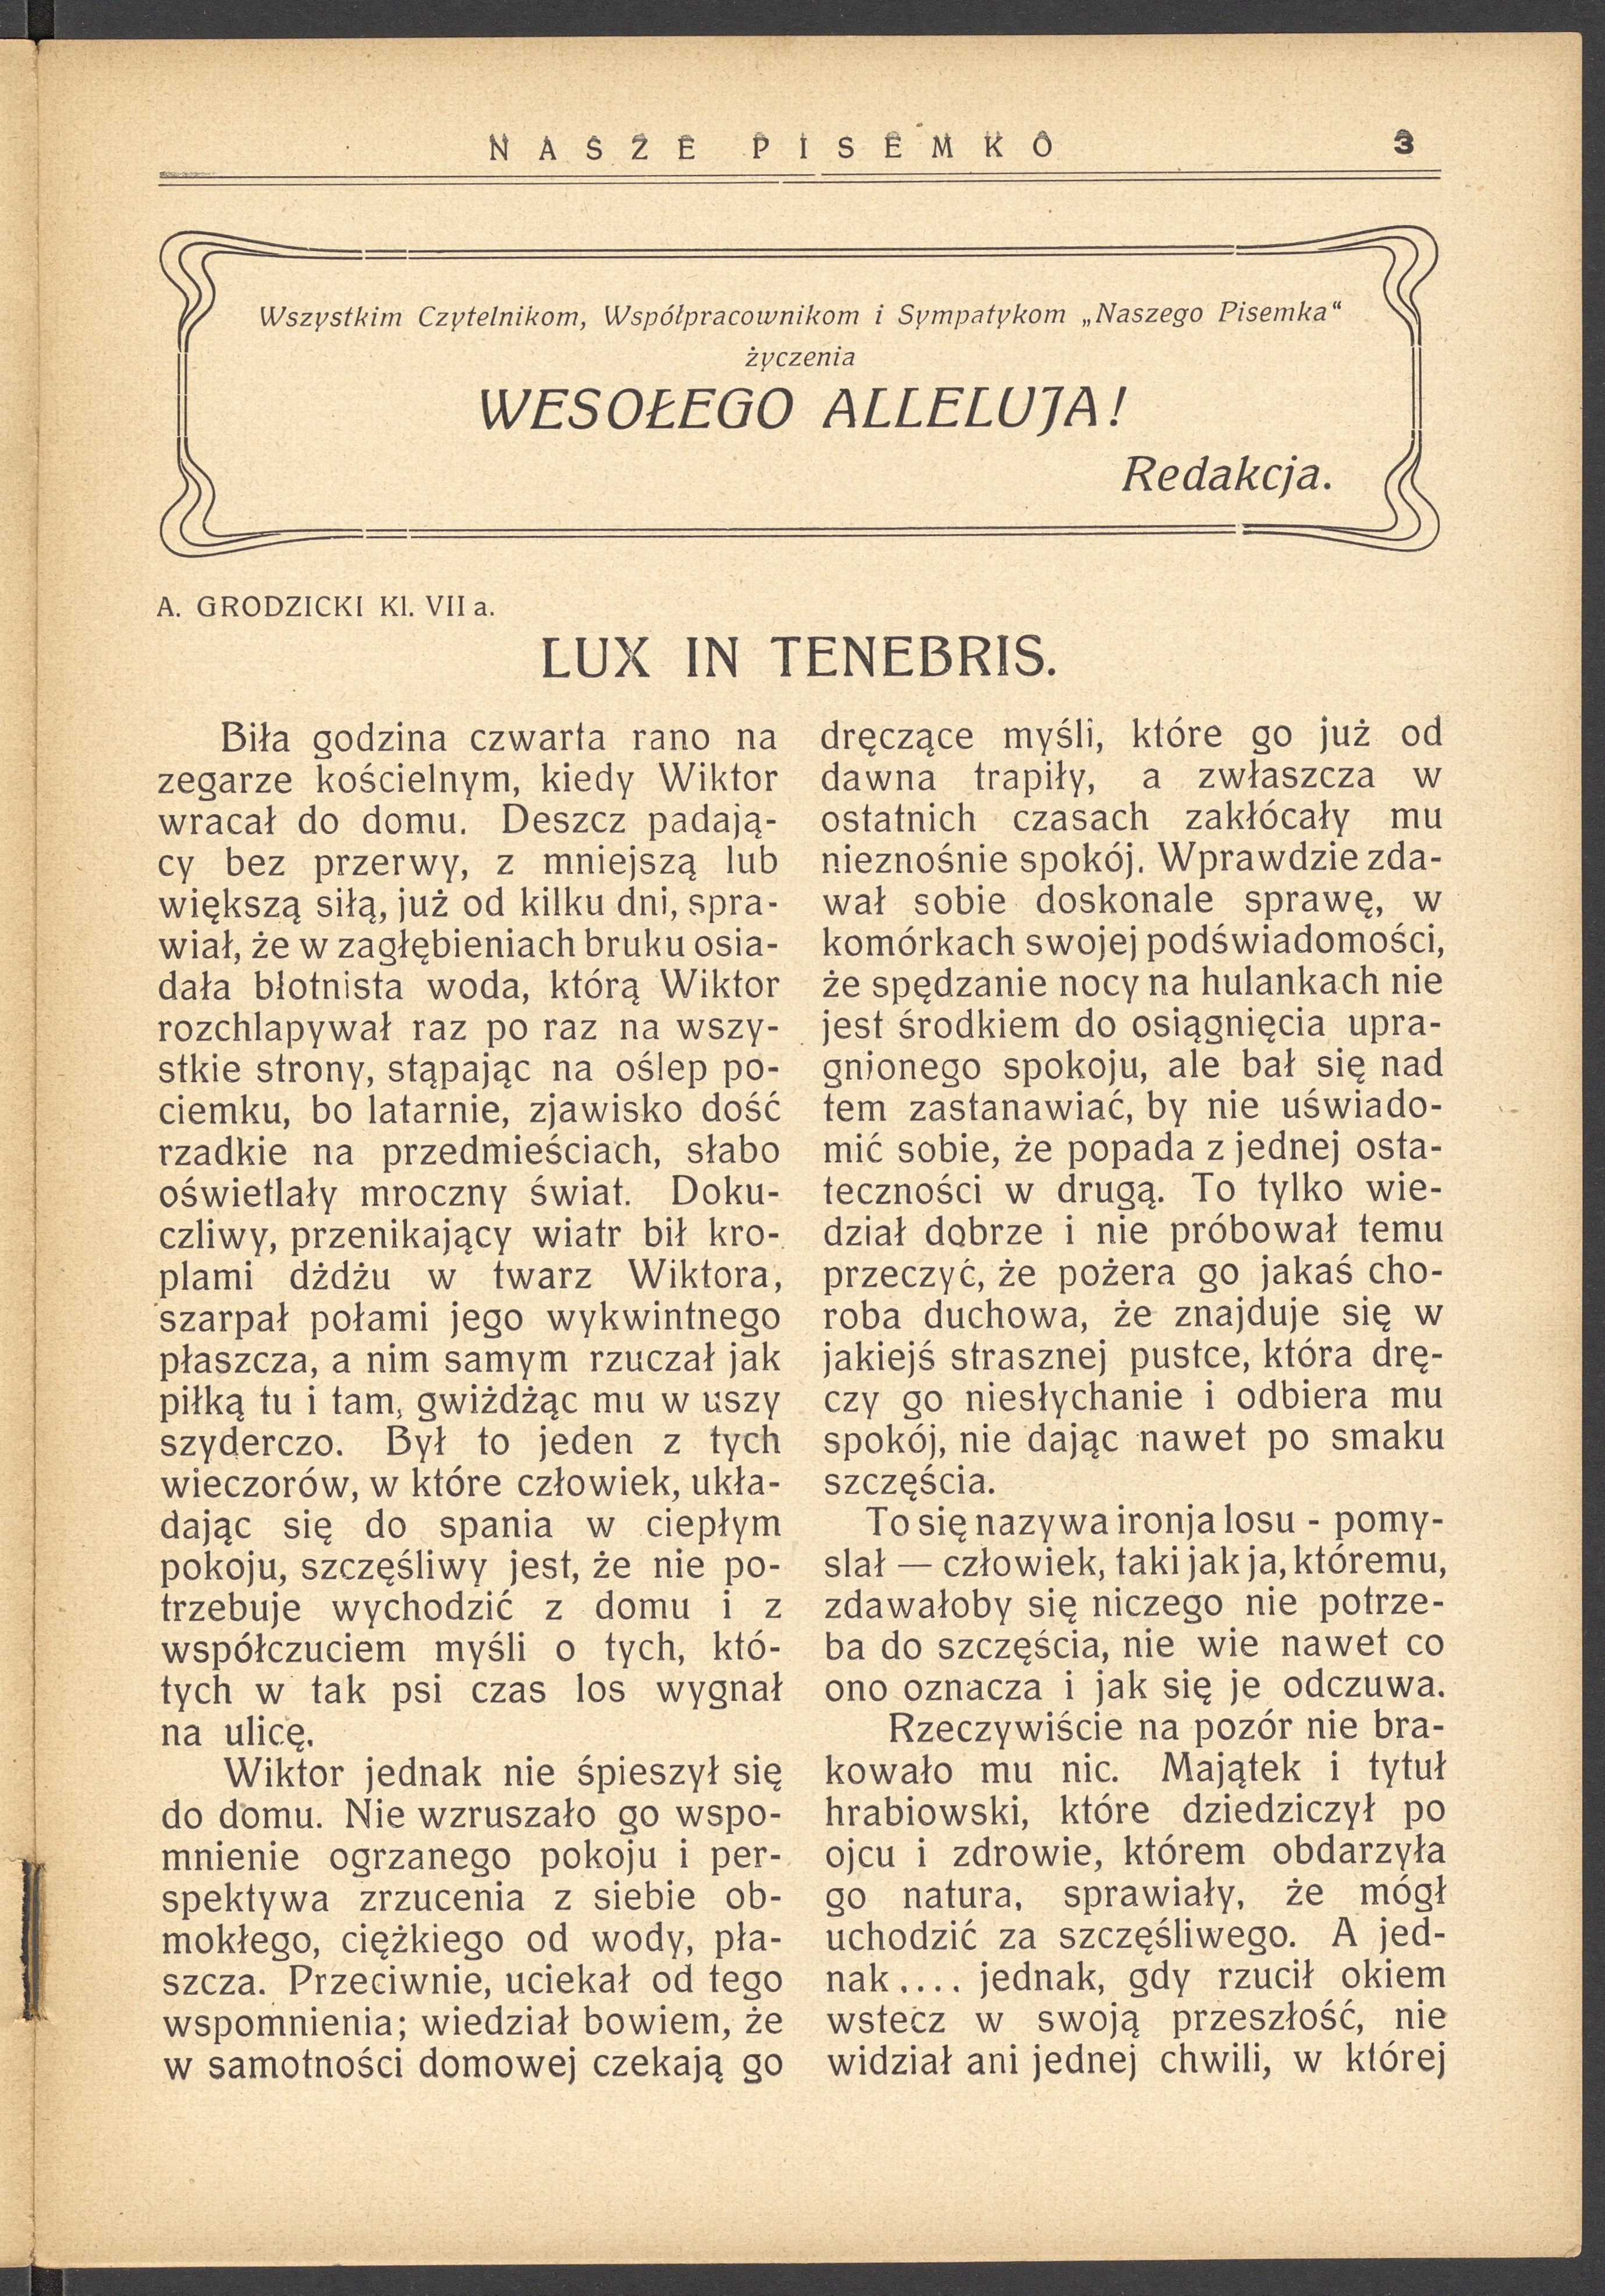 NASZE PISEMKO 3
Wszystkim Czytelnikom, Współpracownikom i Sympatykom „Naszego Pisemka“
życzenia
WESOŁEGO ALLELUJA!
Redakcja.
A. GRODZICKI Kl. VII a.
LUX IN TENEBRIS.
Biła godzina czwarta rano na
zegarze kościelnym, kiedy Wiktor
wracał do domu. Deszcz padają-
cy bez przerwy, z mniejszą lub
większą siłą, już od kilku dni, spra-
wiał, że w zagłębieniach bruku osia-
dała błotnista woda, którą Wiktor
rozchlapywał raz po raz na wszy-
stkie strony, stąpając na oślep po-
ciemku, bo latarnie, zjawisko dość
rzadkie na przedmieściach, słabo
oświetlały mroczny świat. Doku-
czliwy, przenikający wiatr bił kro-
plami dżdżu w twarz Wiktora,
szarpał połami jego wykwintnego
płaszcza, a nim samym rzuczał jak
piłką tu i tam, gwiżdżąc mu w uszy
szyderczo. Był to jeden z tych
wieczorów, w które człowiek, ukła-
dając się do spania w ciepłym
pokoju, szczęśliwy jest, że nie po-
trzebuje wychodzić z domu i z
współczuciem myśli o tych, któ-
tych w tak psi czas los wygnał
na ulicę.
Wiktor jednak nie śpieszył się
do domu. Nie wzruszało go wspo-
mnienie ogrzanego pokoju i per-
spektywa zrzucenia z siebie ob-
mokłego, ciężkiego od wody, pła-
szcza. Przeciwnie, uciekał od tego
wspomnienia; wiedział bowiem, że
w samotności domowej czekają go
dręczące myśli, które go już od
dawna trapiły, a zwłaszcza w
ostatnich czasach zakłócały mu
nieznośnie spokój. Wprawdzie zda-
wał sobie doskonale sprawę, w
komórkach swojej podświadomości,
że spędzanie nocy na hulankach nie
jest środkiem do osiągnięcia upra-
gnionego spokoju, ale bał się nad
tem zastanawiać, by nie uświado-
mić sobie, że popada z jednej osta-
teczności w drugą. To tylko wie-
dział dobrze i nie próbował temu
przeczyć, że pożera go jakaś cho-
roba duchowa, że znajduje się w
jakiejś strasznej pustce, która drę-
czy go niesłychanie i odbiera mu
spokój, nie dając nawet po smaku
szczęścia.
To się nazywa ironja losu - pomy-
slał — człowiek, taki jak ja, któremu,
zdawałoby się niczego nie potrze-
ba do szczęścia, nie wie nawet co
ono oznacza i jak się je odczuwa.
Rzeczywiście na pozór nie bra-
kowało mu nic. Majątek i tytuł
hrabiowski, które dziedziczył po
ojcu i zdrowie, którem obdarzyła
go natura, sprawiały, że mógł
uchodzić za szczęśliwego. A jed-
nak.... jednak, gdy rzucił okiem
wstecz w swoją przeszłość, nie
widział ani jednej chwili, w której